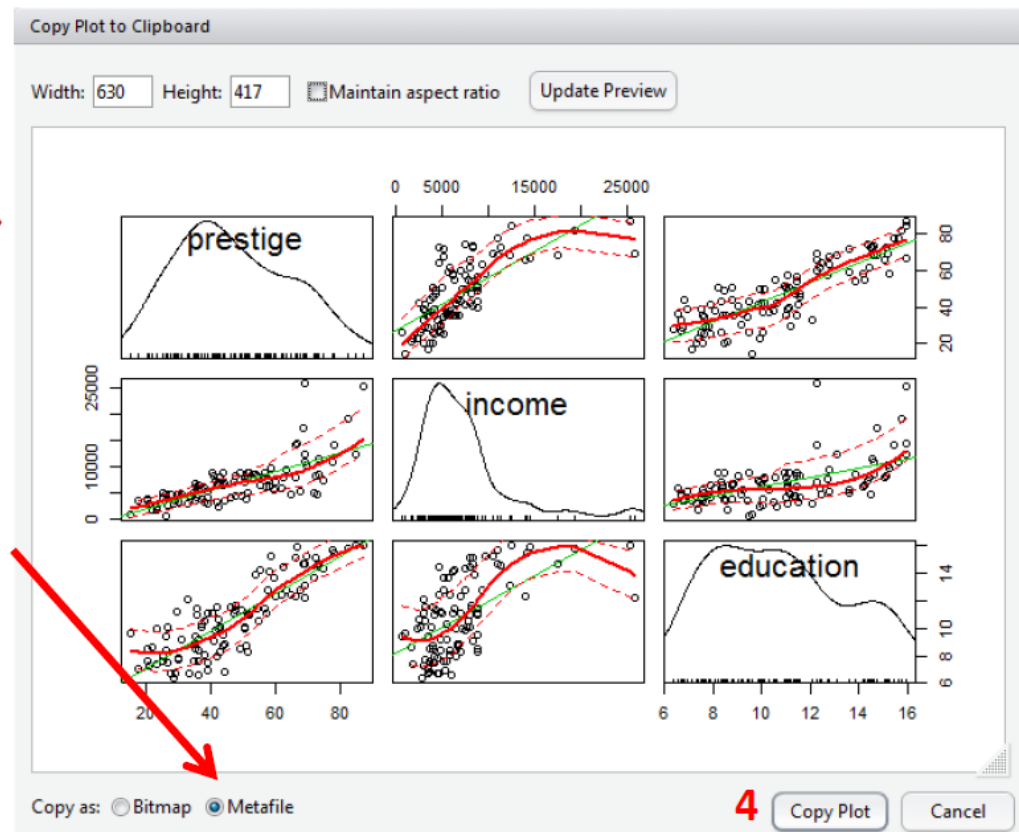 Copy Plot to Clipboard
Width: 630 Height: 417 Maintain aspect ratio Update Preview
0 5000 15000 25000
prestige
80
60
40
20
25000
10000
0
income
education
14
10
8
6
20 40 60 80
6 8 10 12 14 16
Copy as: Bitmap Metafile
4 Copy Plot Cancel